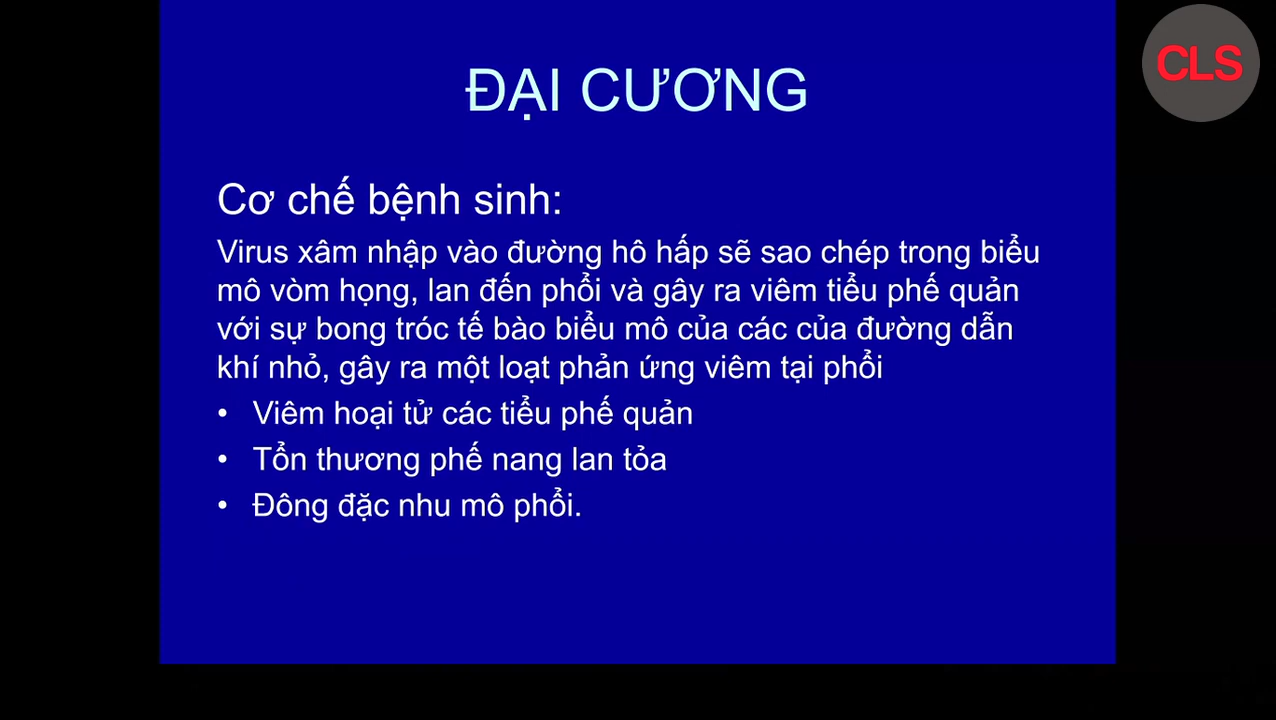 CLS
ĐẠI CƯƠNG
Cơ chế bệnh sinh:
Virus xâm nhập vào đường hô hấp sẽ sao chép trong biểu
mô vòm họng, lan đến phổi và gây ra viêm tiểu phế quản
với sự bong tróc tế bào biểu mô của các của đường dẫn
khí nhỏ, gây ra một loạt phản ứng viêm tại phổi
• Viêm hoại tử các tiểu phế quản
• Tổn thương phế nang lan tỏa
• Đông đặc nhu mô phổi.